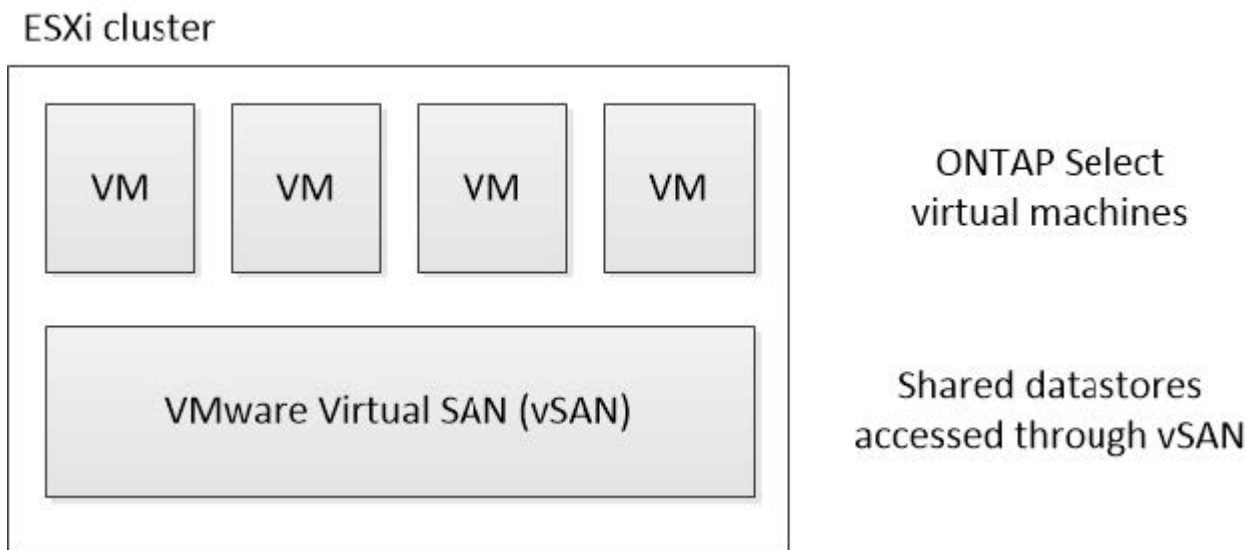 ESXi cluster
VM
VM
VM
VM
ONTAP Select
virtual machines
VMware Virtual SAN (vSAN)
Shared datastores
accessed through vSAN